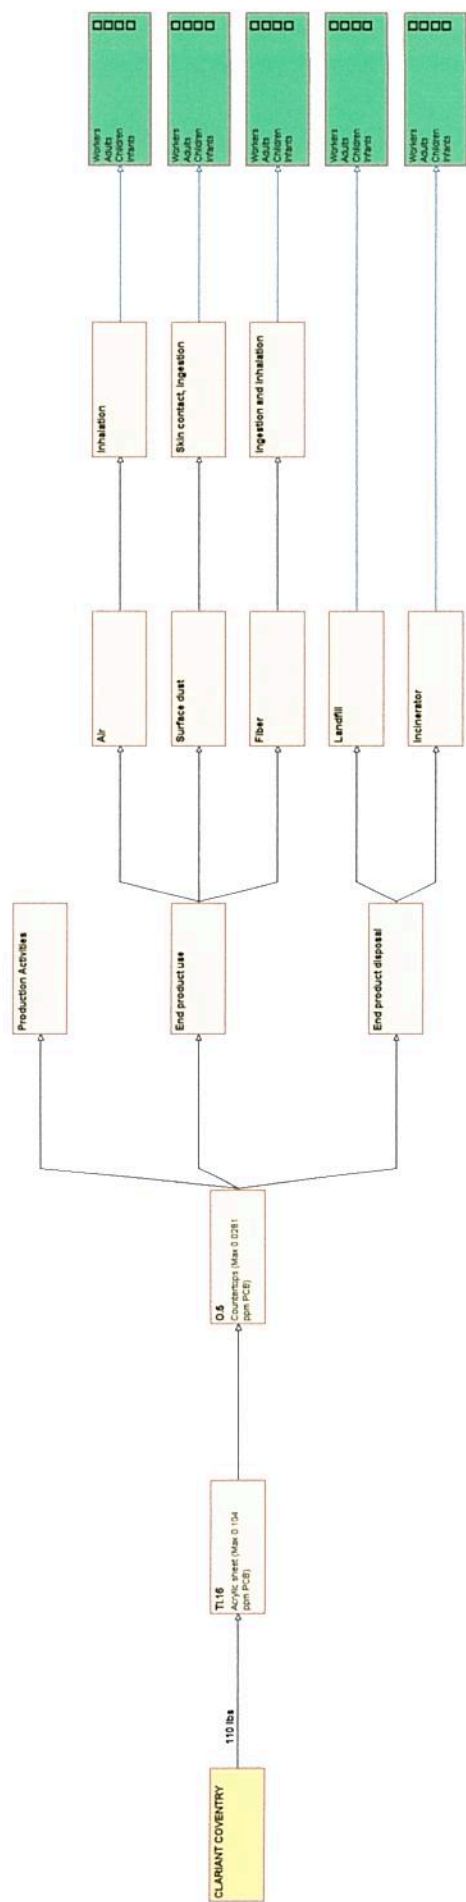 CLARIANT COVENTRY
110 lbs
TI.16
Acrylic sheet (Max 0.104
ppm PCB)
O.5
Countertops (Max 0.0281
ppm PCB)
Production Activities
End product use
End product disposal
Air
Surface dust
Fiber
Landfill
Incinerator
Inhalation
Skin contact, Ingestion
Ingestion and Inhalation
Workers
Adults
Children
Infants
Workers
Adults
Children
Infants
Workers
Adults
Children
Infants
Workers
Adults
Children
Infants
Workers
Adults
Children
Infants